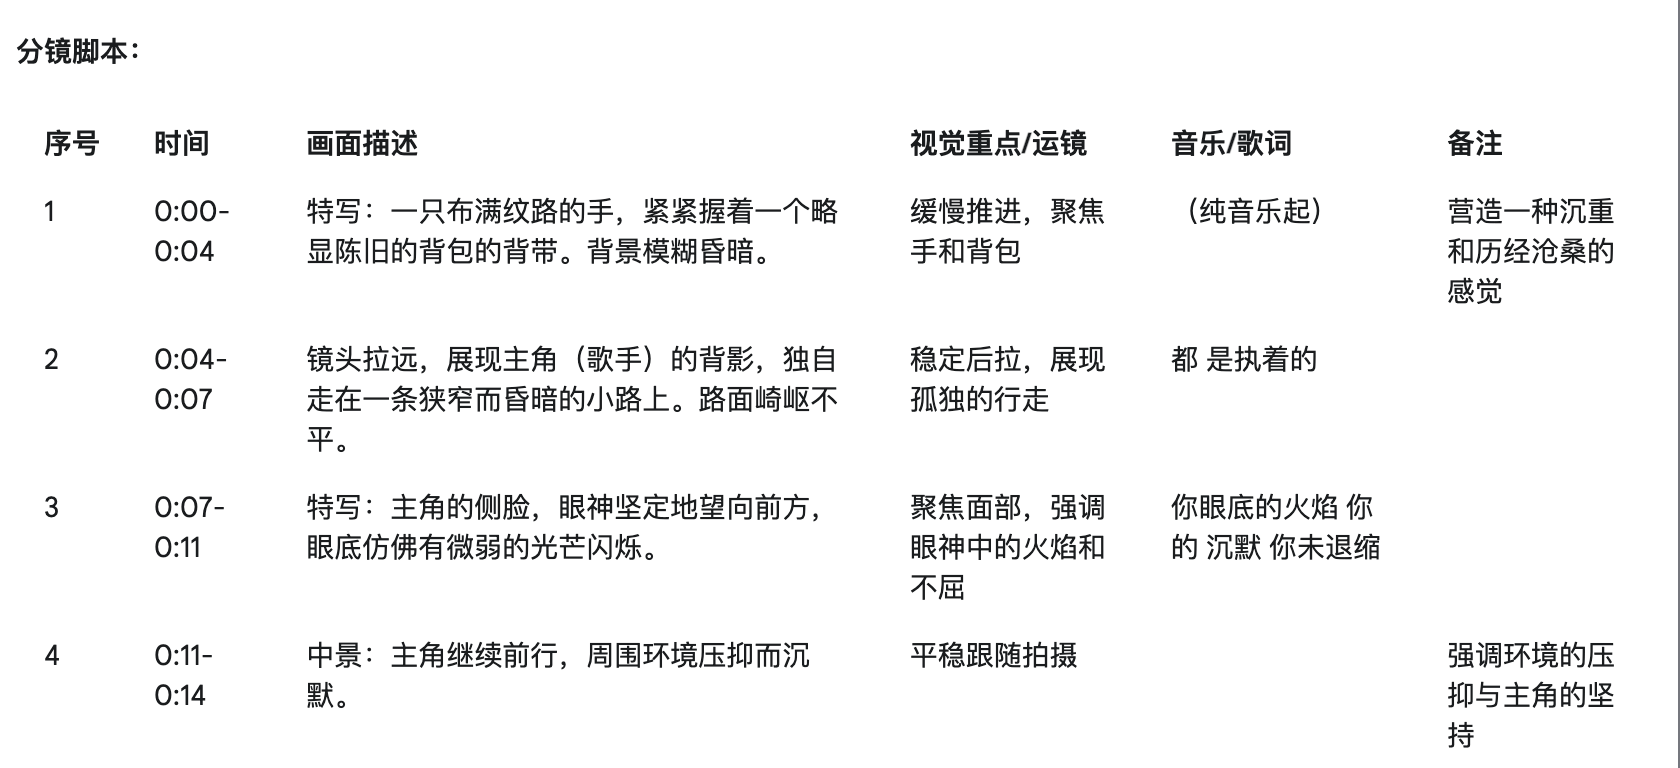 分镜脚本：
序号 时间 画面描述 视觉重点/运镜 音乐/歌词 备注
1 0:00- 特写：一只布满纹路的手，紧紧握着一个略 缓慢推进，聚焦 （纯音乐起） 营造一种沉重
0:04 显陈旧的背包的背带。背景模糊昏暗。 手和背包 和历经沧桑的
感觉
2 0:04- 镜头拉远，展现主角（歌手）的背影，独自 稳定后拉，展现 都 是执着的
0:07 走在一条狭窄而昏暗的小路上。路面崎岖不 孤独的行走
平。
3 0:07- 特写：主角的侧脸，眼神坚定地望向前方， 聚焦面部，强调 你眼底的火焰 你
0:11 眼底仿佛有微弱的光芒闪烁。 眼神中的火焰和 的 沉默 你未退缩
不屈
4 0:11- 中景：主角继续前行，周围环境压抑而沉 平稳跟随拍摄 强调环境的压
0:14 默。 抑与主角的坚
持